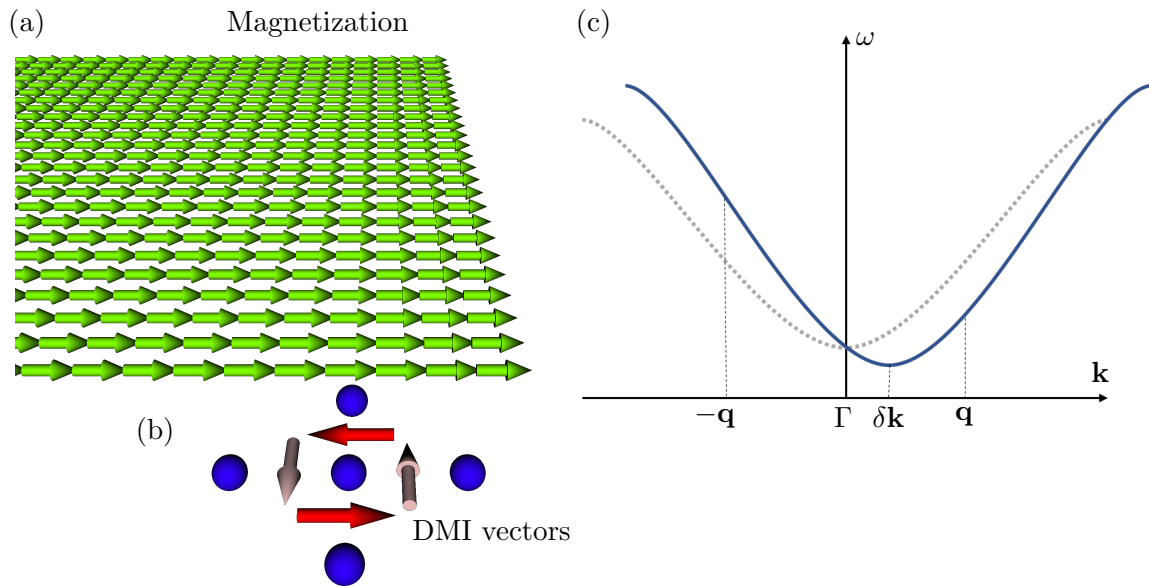 (a)
Magnetization
(b)
DMI vectors
(c)
ω
k
−q
Γ
δk
q